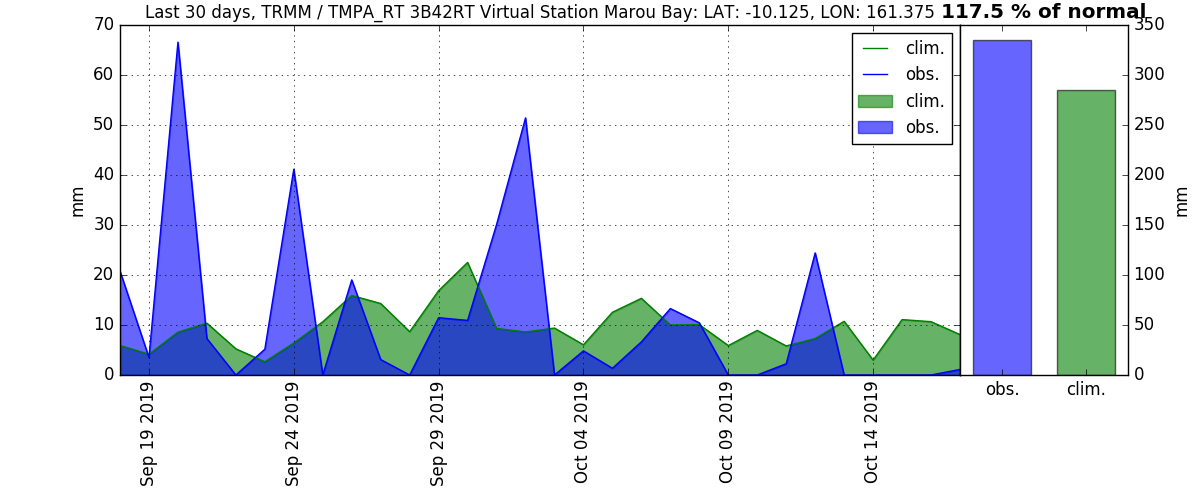 Last 30 days, TRMM / TMPA_RT 3B42RT Virtual Station Marou Bay: LAT: -10.125, LON: 161.375 117.5 % of normal
70
60
50
40
30
20
10
0
mm
clim.
obs.
clim.
obs.
Sep 19 2019
Sep 24 2019
Sep 29 2019
Oct 04 2019
Oct 09 2019
Oct 14 2019
350
300
250
200
150
100
50
0
mm
obs.
clim.